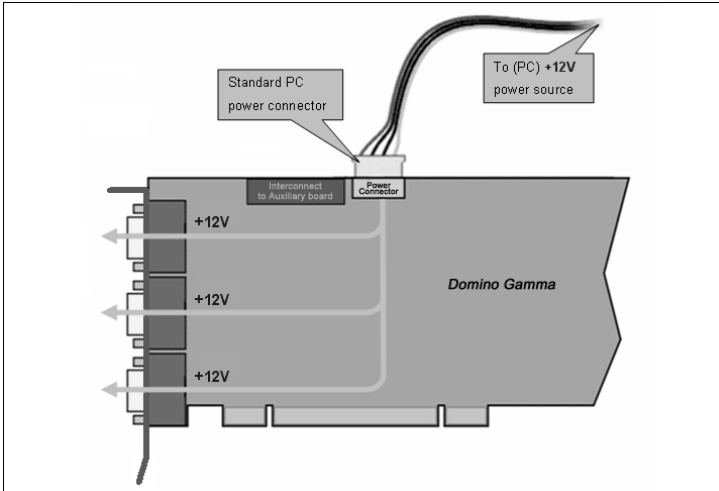 To (PC) +12V
power source
Standard PC
power connector
Interconnect
to Auxiliary board
Power
Connector
+12V
+12V
+12V
Domino Gamma